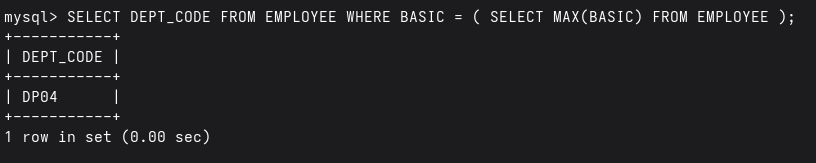 mysql> SELECT DEPT_CODE FROM EMPLOYEE WHERE BASIC = ( SELECT MAX(BASIC) FROM EMPLOYEE );
+-----------+
| DEPT_CODE |
+-----------+
| DP04      |
+-----------+
1 row in set (0.00 sec)